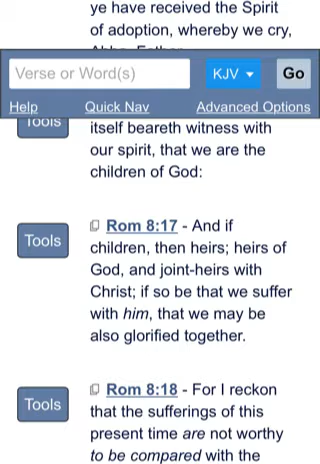 ye have received the Spirit
of adoption, whereby we cry,
Abba, Father.
Verse or Word(s)
KJV
Go
Help
Quick Nav
Advanced Options
Tools
itself beareth witness with
our spirit, that we are the
children of God:
Tools
Rom 8:17 - And if
children, then heirs; heirs of
God, and joint-heirs with
Christ; if so be that we suffer
with him, that we may be
also glorified together.
Tools
Rom 8:18 - For I reckon
that the sufferings of this
present time are not worthy
to be compared with the